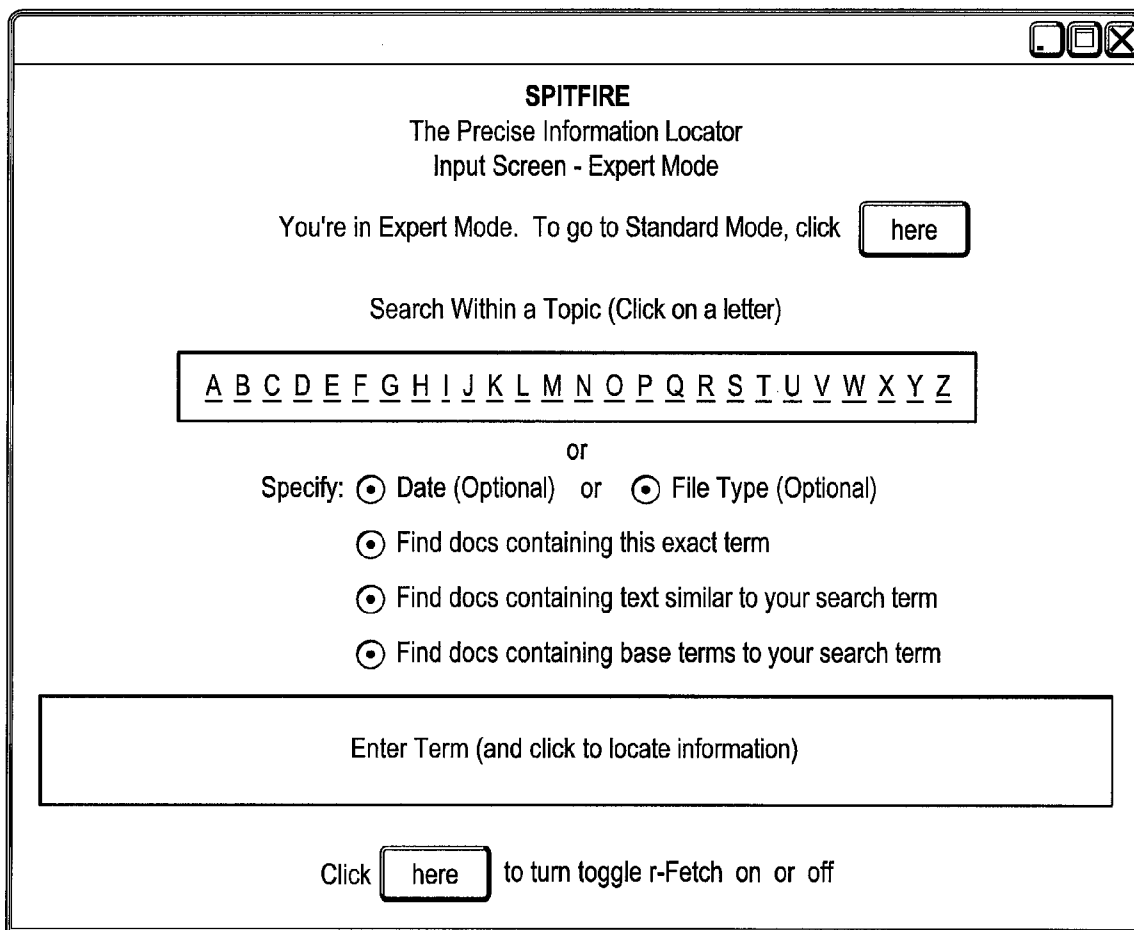 SPITFIRE
The Precise Information Locator
Input Screen - Expert Mode
You're in Expert Mode. To go to Standard Mode, click here
Search Within a Topic (Click on a letter)
A B C D E F G H I J K L M N O P Q R S T U V W X Y Z
or
Specify: Date (Optional) or File Type (Optional)
Find docs containing this exact term
Find docs containing text similar to your search term
Find docs containing base terms to your search term
Enter Term (and click to locate information)
Click here to turn toggle r-Fetch on or off